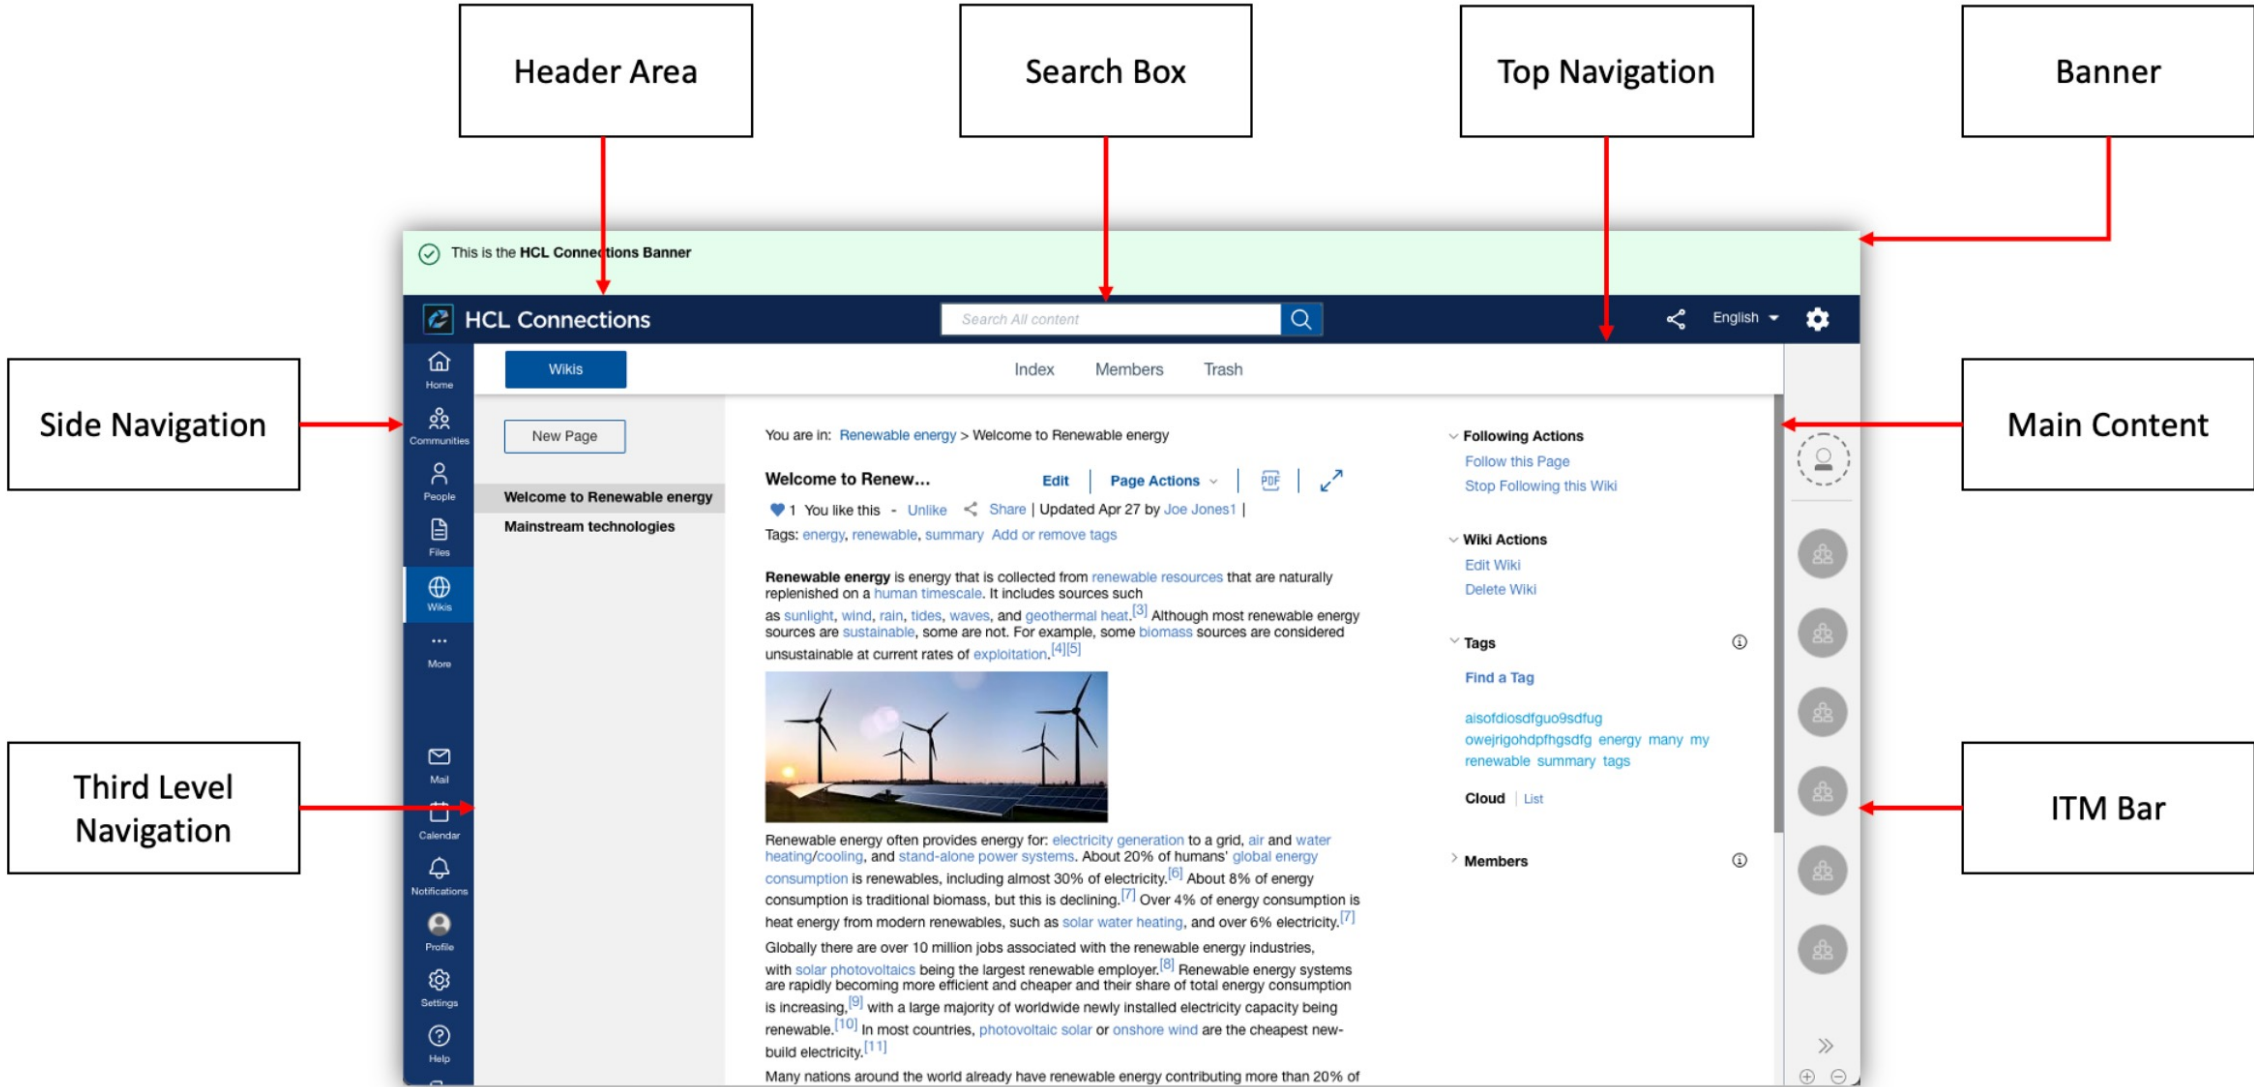 Header Area
Search Box
Top Navigation
Banner
This is the HCL Connections Banner
HCL Connections
Search All content
English
Side Navigation
Third Level
Navigation
Main Content
ITM Bar
Home
Communities
People
Files
Wikis
More
Mail
Calendar
Notifications
Profile
Settings
Help
Wikis
Index Members Trash
New Page
Welcome to Renewable energy
Mainstream technologies
You are in: Renewable energy > Welcome to Renewable energy
Welcome to Renew...
Edit | Page Actions | PDF |
1 You like this - Unlike Share | Updated Apr 27 by Joe Jones1 |
Tags: energy, renewable, summary Add or remove tags
Renewable energy is energy that is collected from renewable resources that are naturally
replenished on a human timescale. It includes sources such
as sunlight, wind, rain, tides, waves, and geothermal heat.[3] Although most renewable energy
sources are sustainable, some are not. For example, some biomass sources are considered
unsustainable at current rates of exploitation.[4][5]
Renewable energy often provides energy for: electricity generation to a grid, air and water
heating/cooling, and stand-alone power systems. About 20% of humans' global energy
consumption is renewables, including almost 30% of electricity.[6] About 8% of energy
consumption is traditional biomass, but this is declining.[7] Over 4% of energy consumption is
heat energy from modern renewables, such as solar water heating, and over 6% electricity.[7]
Globally there are over 10 million jobs associated with the renewable energy industries,
with solar photovoltaics being the largest renewable employer.[8] Renewable energy systems
are rapidly becoming more efficient and cheaper and their share of total energy consumption
is increasing,[9] with a large majority of worldwide newly installed electricity capacity being
renewable.[10] In most countries, photovoltaic solar or onshore wind are the cheapest new-
build electricity.[11]
Many nations around the world already have renewable energy contributing more than 20% of
Following Actions
Follow this Page
Stop Following this Wiki
Wiki Actions
Edit Wiki
Delete Wiki
Tags
Find a Tag
aisofdiosdfguo9sdfug
owejrigohdpfhgsdfg energy many my
renewable summary tags
Cloud | List
Members